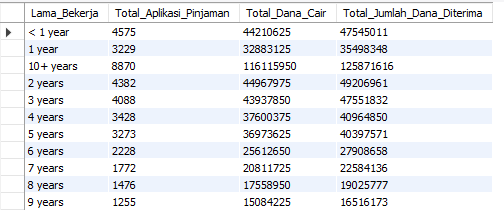 Lama_Bekerja Total_Aplikasi_Pinjaman Total_Dana_Cair Total_Jumlah_Dana_Diterima
< 1 year 4575 44210625 47545011
1 year 3229 32883125 35498348
10+ years 8870 116115950 125871616
2 years 4382 44967975 49206961
3 years 4088 43937850 47551832
4 years 3428 37600375 40964850
5 years 3273 36973625 40397571
6 years 2228 25612650 27908658
7 years 1772 20811725 22584136
8 years 1476 17558950 19025777
9 years 1255 15084225 16516173